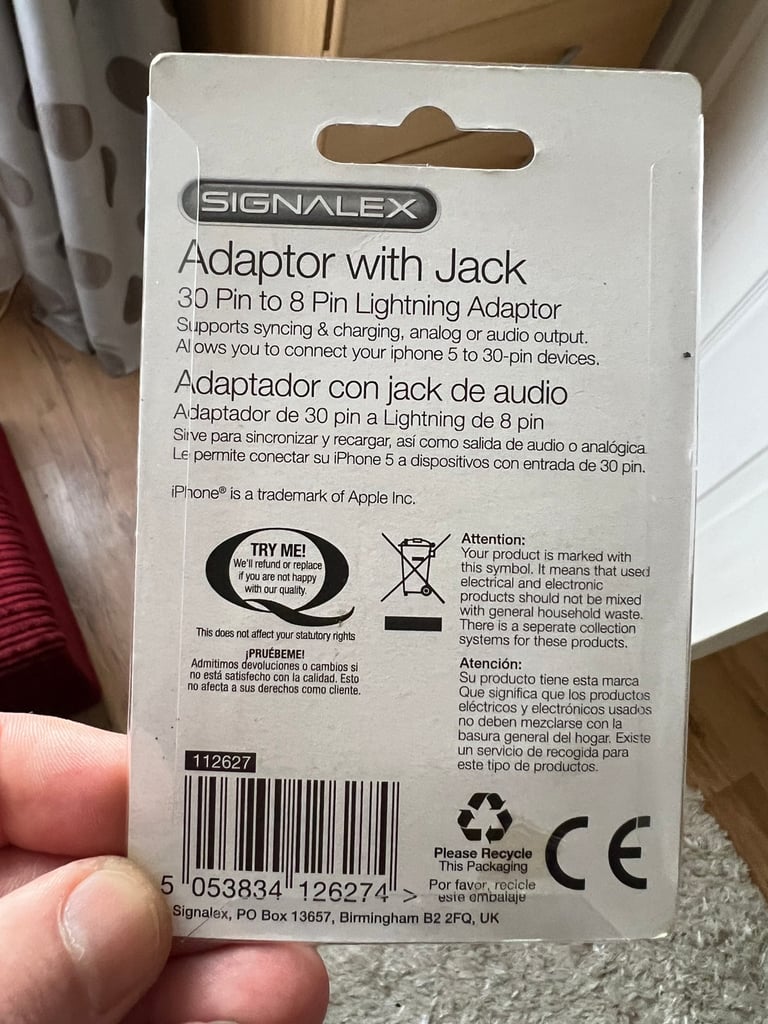 SIGNALEX
Adaptor with Jack
30 Pin to 8 Pin Lightning Adaptor
Supports syncing & charging, analog or audio output.
Allows you to connect your iphone 5 to 30-pin devices.
Adaptador con jack de audio
Adaptador de 30 pin a Lightning de 8 pin
Sirve para sincronizar y recargar, así como salida de audio o analógica
Le permite conectar su iPhone 5 a dispositivos con entrada de 30 pin.
iPhone® is a trademark of Apple Inc.
TRY ME!
We'll refund or replace
if you are not happy
with our quality.
This does not affect your statutory rights
¡PRUÉBEME!
Admitimos devoluciones o cambios si
no está satisfecho con la calidad. Esto
no afecta a sus derechos como cliente.
Attention:
Your product is marked with
this symbol. It means that used
electrical and electronic
products should not be mixed
with general household waste.
There is a seperate collection
systems for these products.
Atención:
Su producto tiene esta marca
Que significa que los productos
eléctricos y electrónicos usados
no deben mezclarse con la
basura general del hogar. Existe
un servicio de recogida para
este tipo de productos.
112627
5 053834 126274 >
Please Recycle
This Packaging
Por favor, recicle
este embalaje
CE
Signalex, PO Box 13657, Birmingham B2 2FQ, UK